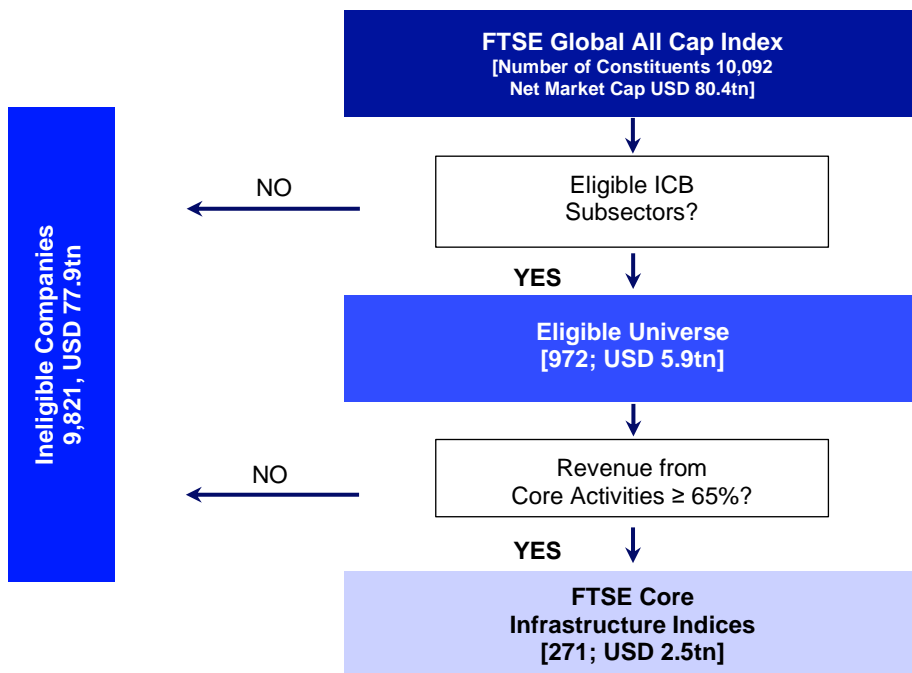 FTSE Global All Cap Index
[Number of Constituents 10,092
Net Market Cap USD 80.4tn]
Eligible ICB
Subsectors?
NO
YES
Ineligible Companies
9,821, USD 77.9tn
Eligible Universe
[972; USD 5.9tn]
Revenue from
Core Activities ≥ 65%?
NO
YES
FTSE Core
Infrastructure Indices
[271; USD 2.5tn]